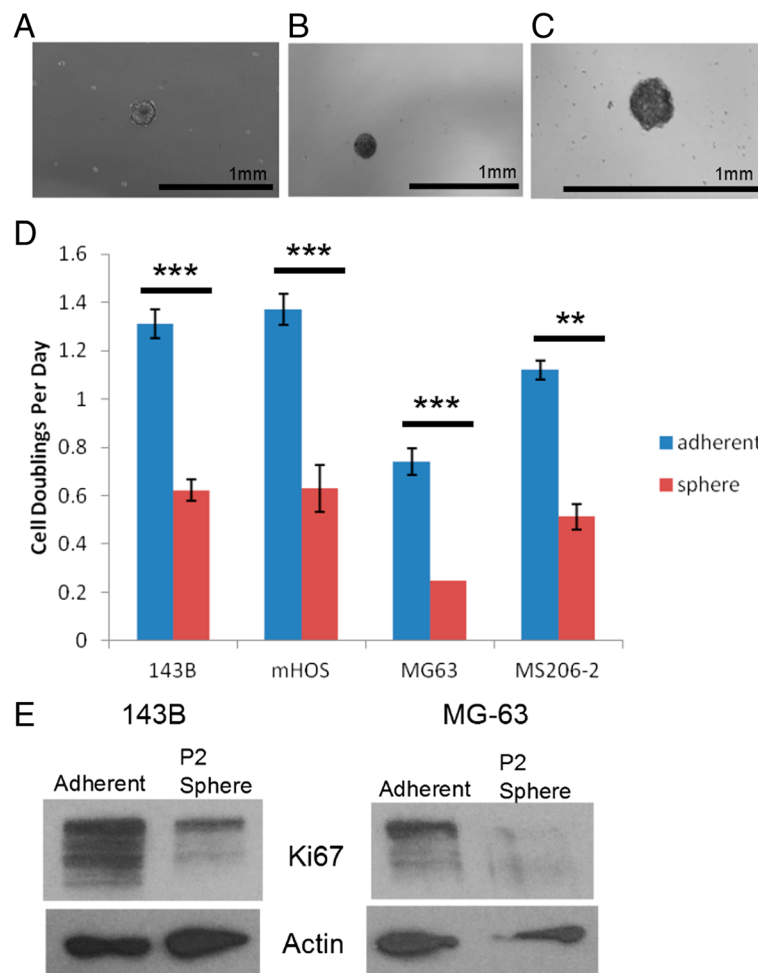 A
B
C
1mm
1mm
1mm
D
1.6
1.4
1.2
1
0.8
0.6
0.4
0.2
0
Cell Doublings Per Day
***
***
***
**
adherent
sphere
143B
mHOS
MG63
MS206-2
E
143B
MG-63
Adherent
P2
Sphere
Adherent
P2
Sphere
Ki67
Actin